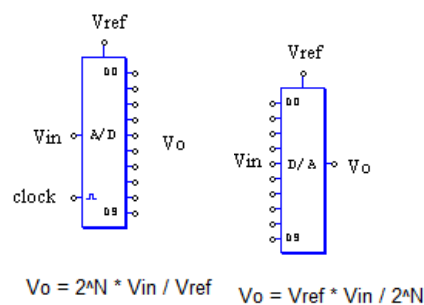 Vref
D0
Vin
A/D
Vo
clock
D9
Vo = 2^N * Vin / Vref
Vref
D0
Vin
D/A
Vo
D9
Vo = Vref * Vin / 2^N